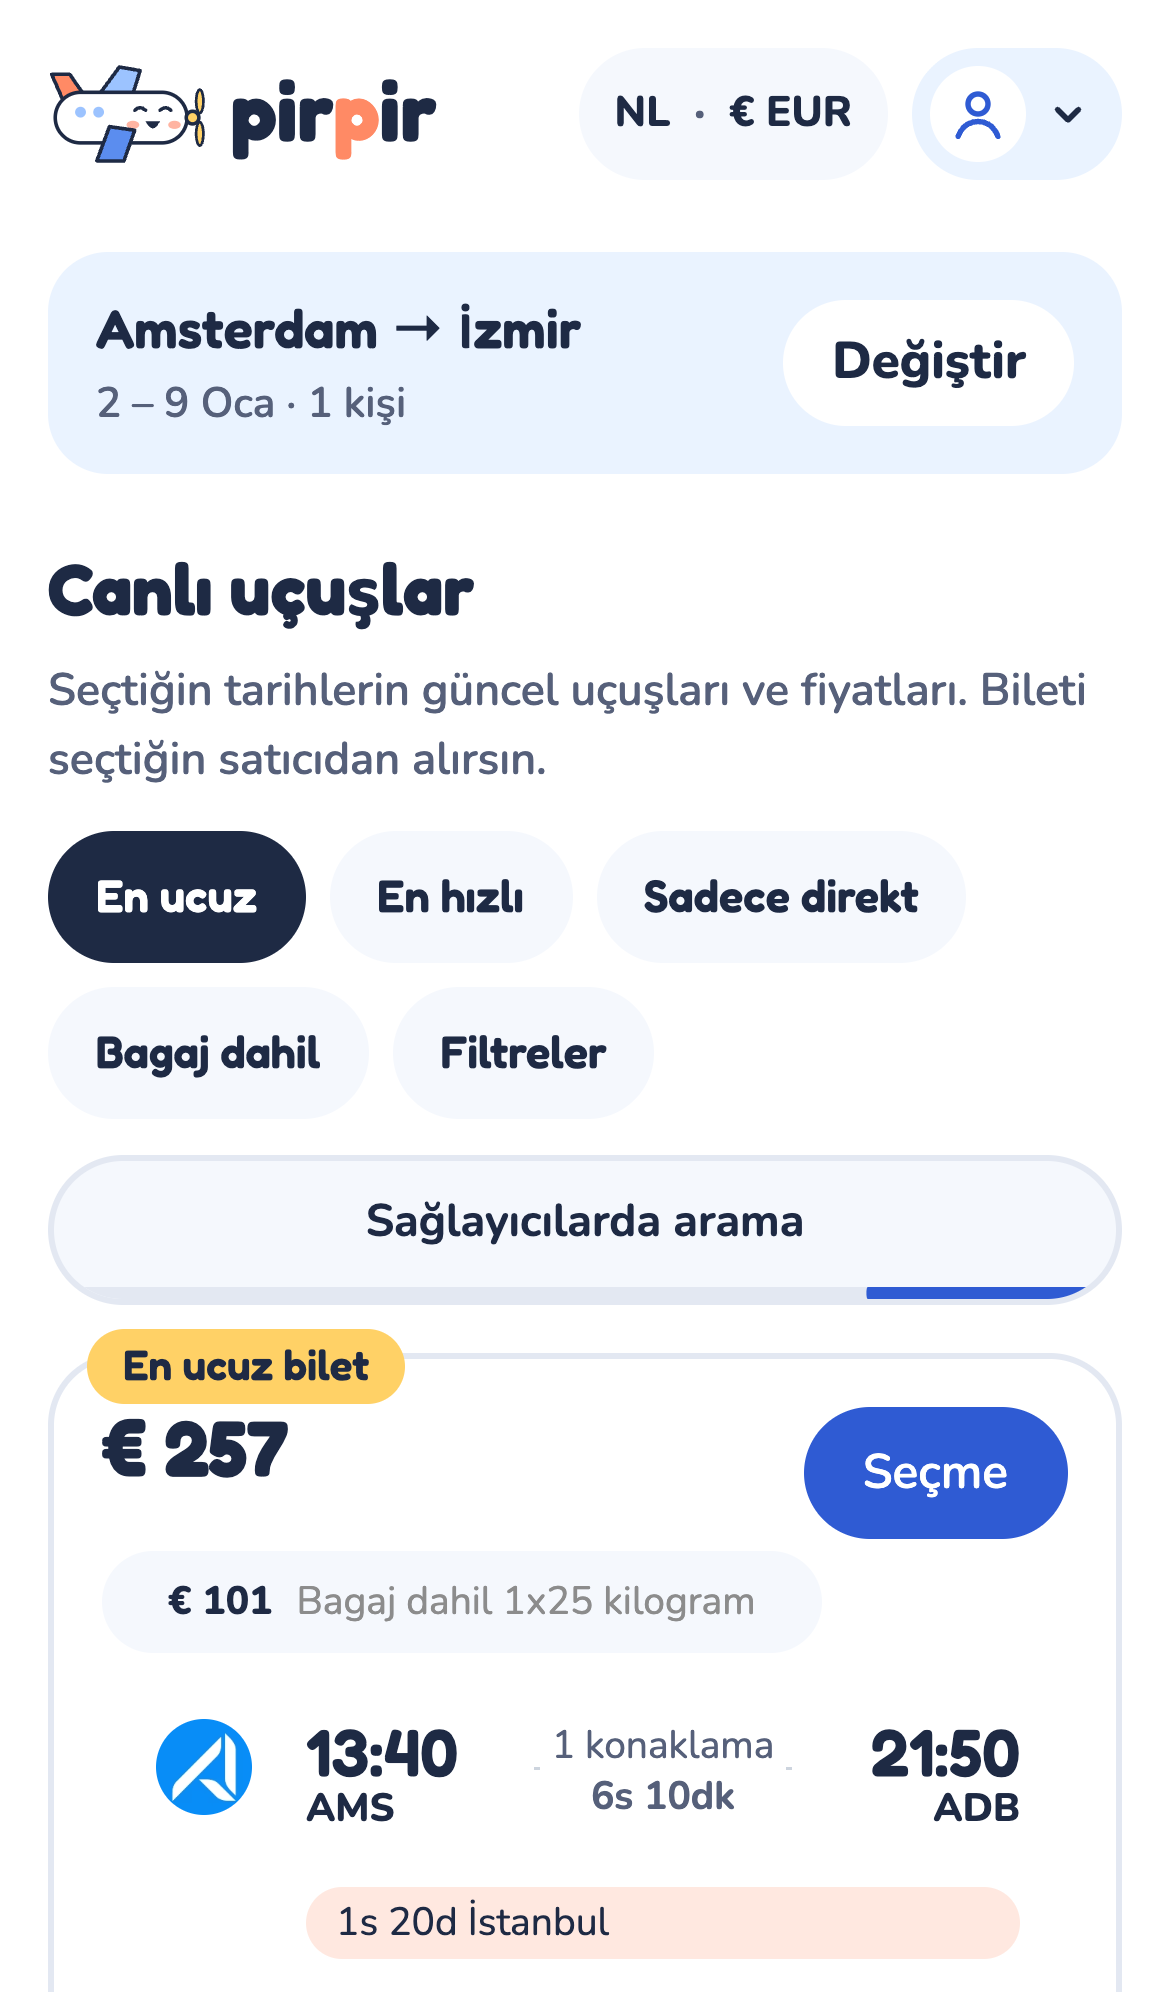 pirpir
NL · € EUR
Amsterdam → İzmir
2 – 9 Oca · 1 kişi
Değiştir
Canlı uçuşlar
Seçtiğin tarihlerin güncel uçuşları ve fiyatları. Bileti
seçtiğin satıcıdan alırsın.
En ucuz
En hızlı
Sadece direkt
Bagaj dahil
Filtreler
Sağlayıcılarda arama
En ucuz bilet
€ 257
Seçme
€ 101 Bagaj dahil 1x25 kilogram
13:40
AMS
1 konaklama
6s 10dk
21:50
ADB
1s 20d İstanbul